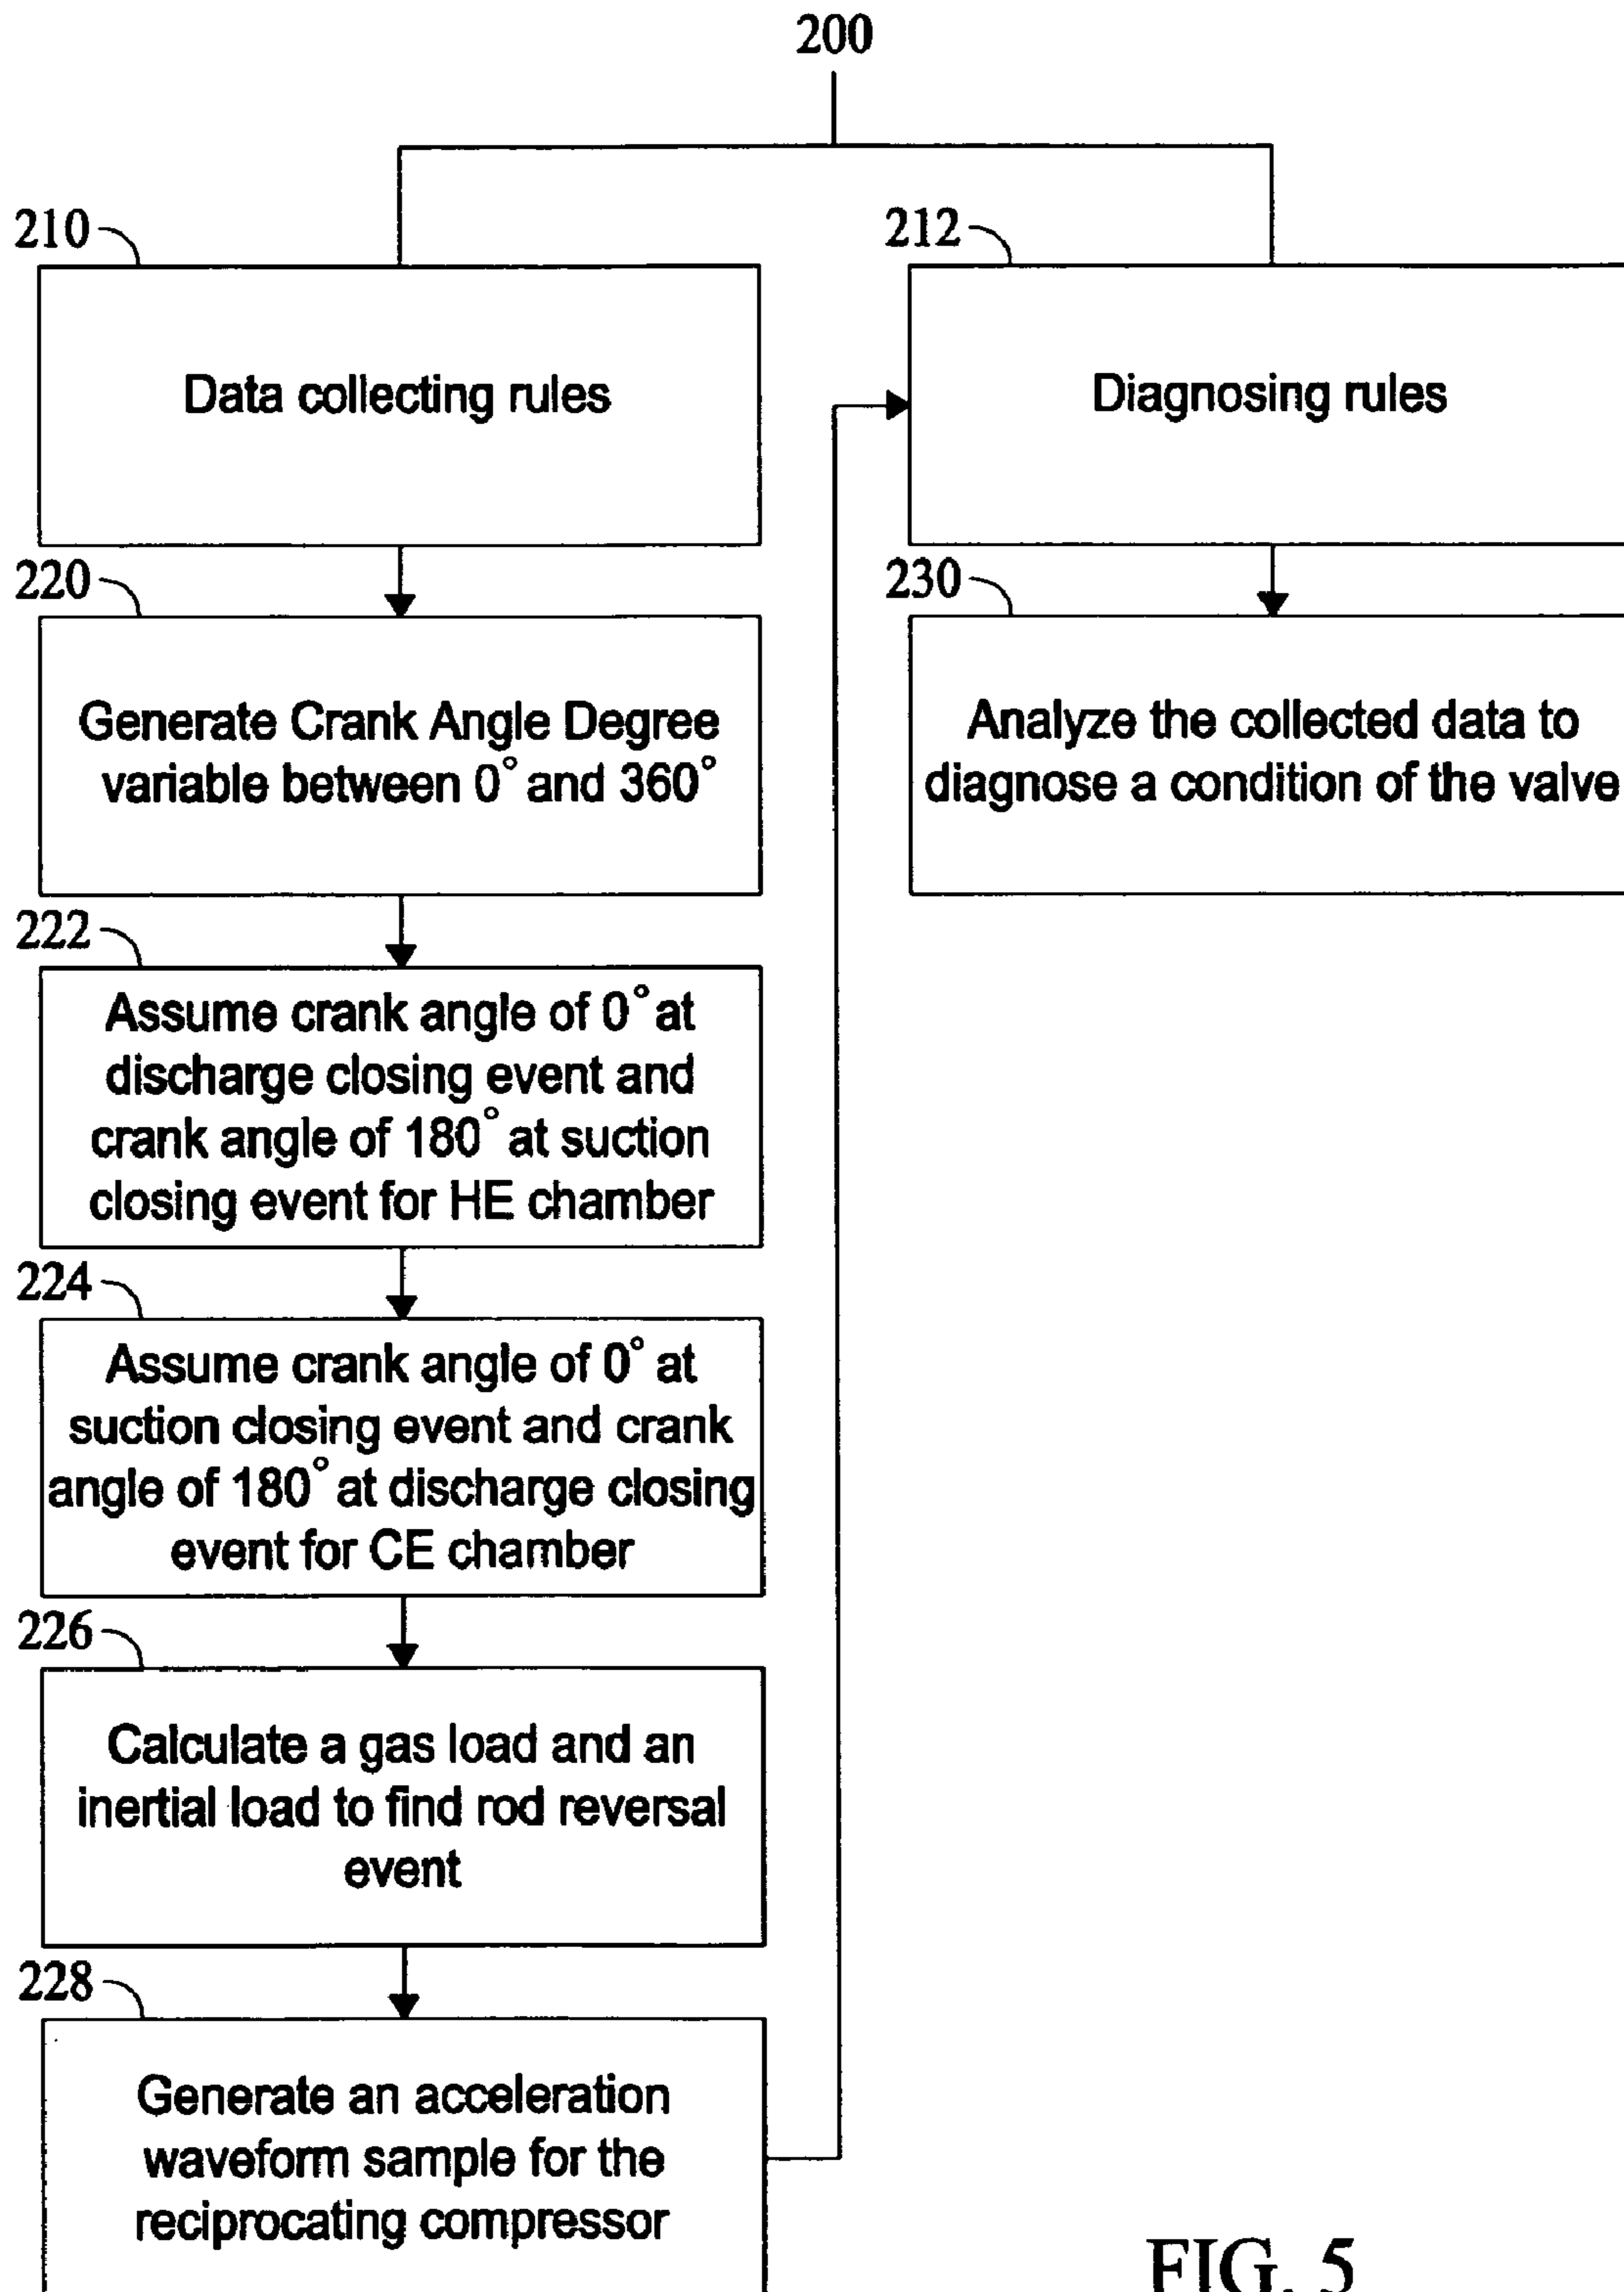 200
210
Data collecting rules
212
Diagnosing rules
220
Generate Crank Angle Degree
variable between 0° and 360°
230
Analyze the collected data to
diagnose a condition of the valve
222
Assume crank angle of 0° at
discharge closing event and
crank angle of 180° at suction
closing event for HE chamber
224
Assume crank angle of 0° at
suction closing event and crank
angle of 180° at discharge closing
event for CE chamber
226
Calculate a gas load and an
inertial load to find rod reversal
event
228
Generate an acceleration
waveform sample for the
reciprocating compressor
FIG. 5